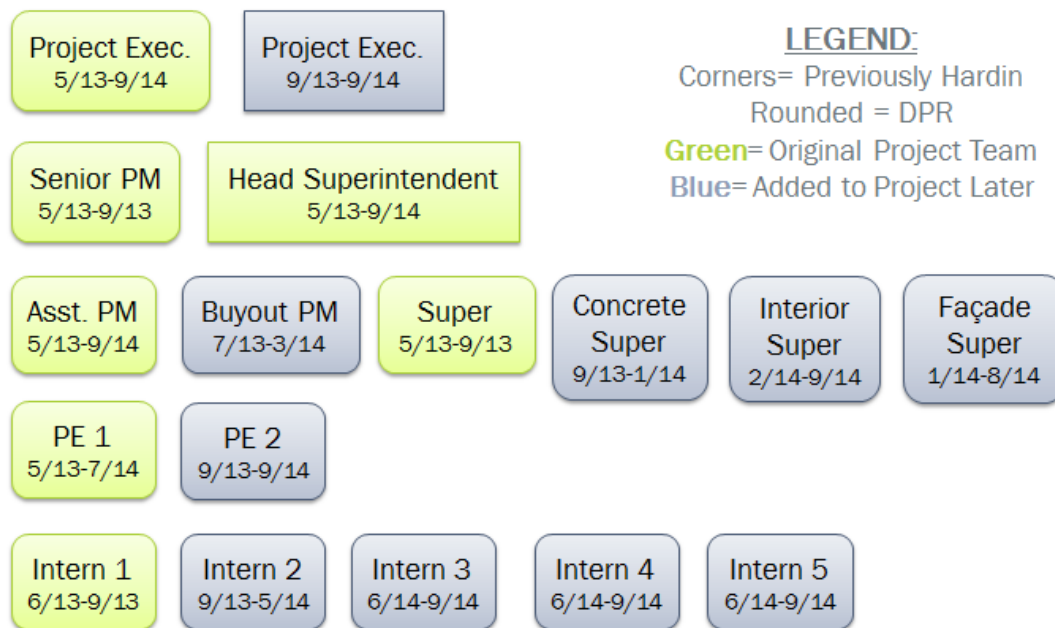 Project Exec.
5/13-9/14
Project Exec.
9/13-9/14
LEGEND:
Corners= Previously Hardin
Rounded = DPR
Green= Original Project Team
Blue= Added to Project Later
Senior PM
5/13-9/13
Head Superintendent
5/13-9/14
Asst. PM
5/13-9/14
Buyout PM
7/13-3/14
Super
5/13-9/13
Concrete
Super
9/13-1/14
Interior
Super
2/14-9/14
Façade
Super
1/14-8/14
PE 1
5/13-7/14
PE 2
9/13-9/14
Intern 1
6/13-9/13
Intern 2
9/13-5/14
Intern 3
6/14-9/14
Intern 4
6/14-9/14
Intern 5
6/14-9/14